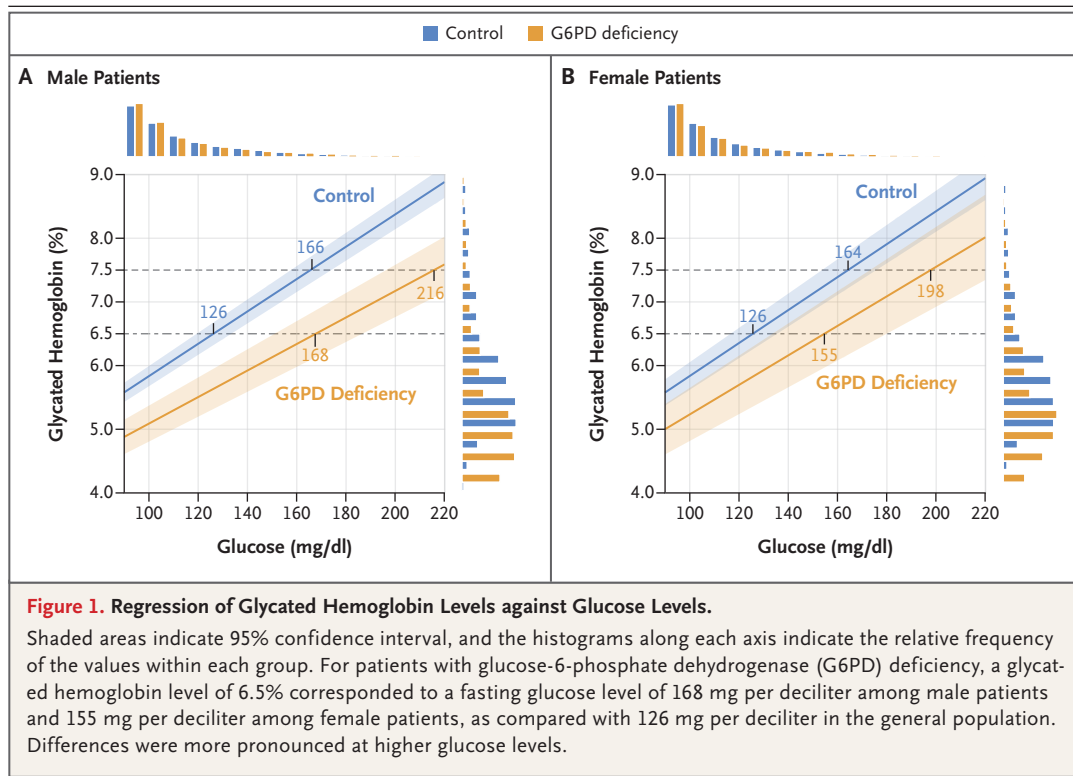 Control G6PD deficiency
A Male Patients
Control
9.0
8.0
7.5
7.0
6.5
6.0
5.0
4.0
Glycated Hemoglobin (%)
166
126
216
168
G6PD Deficiency
100 120 140 160 180 200 220
Glucose (mg/dl)
B Female Patients
Control
9.0
8.0
7.5
7.0
6.5
6.0
5.0
4.0
Glycated Hemoglobin (%)
164
126
198
155
G6PD Deficiency
100 120 140 160 180 200 220
Glucose (mg/dl)
Figure 1. Regression of Glycated Hemoglobin Levels against Glucose Levels.
Shaded areas indicate 95% confidence interval, and the histograms along each axis indicate the relative frequency
of the values within each group. For patients with glucose-6-phosphate dehydrogenase (G6PD) deficiency, a glycat-
ed hemoglobin level of 6.5% corresponded to a fasting glucose level of 168 mg per deciliter among male patients
and 155 mg per deciliter among female patients, as compared with 126 mg per deciliter in the general population.
Differences were more pronounced at higher glucose levels.